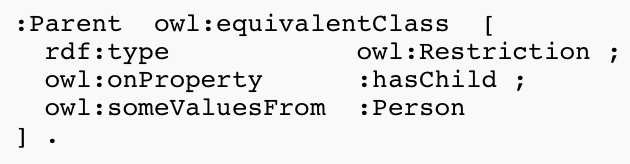 :Parent  owl:equivalentClass  [
  rdf:type            owl:Restriction ;
  owl:onProperty      :hasChild ;
  owl:someValuesFrom  :Person
] .